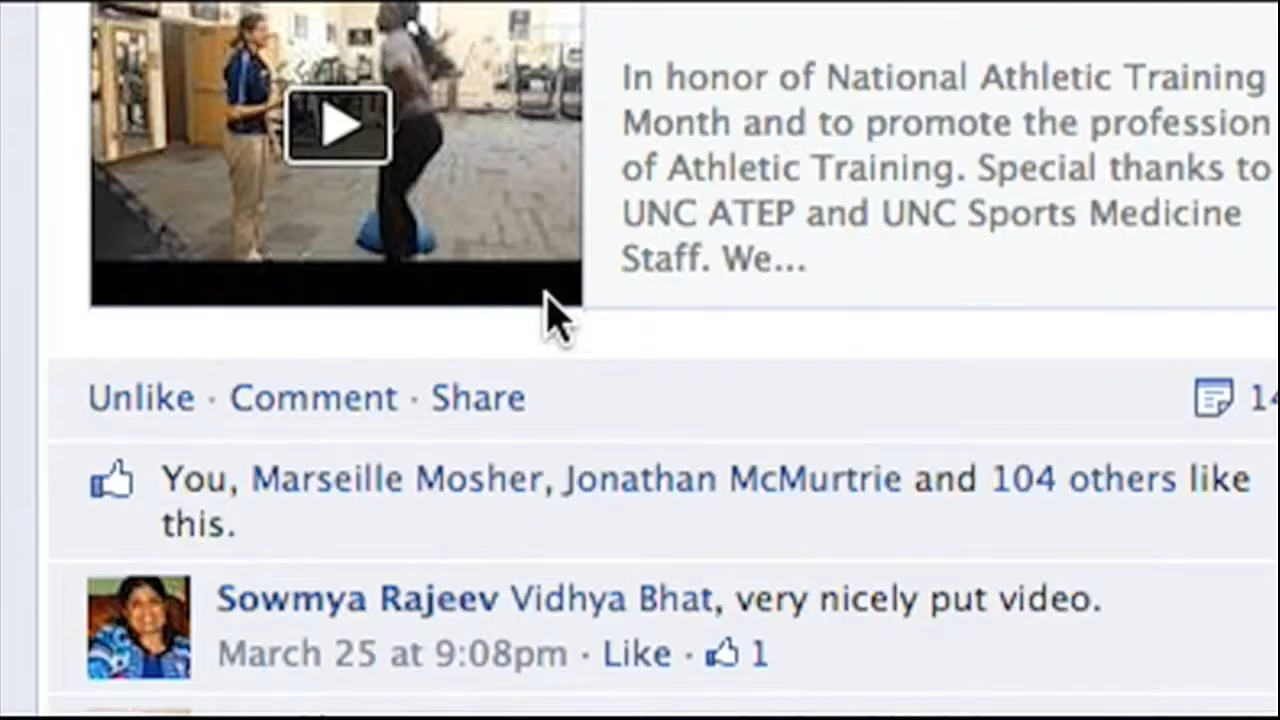 In honor of National Athletic Training
Month and to promote the profession
of Athletic Training. Special thanks to
UNC ATEP and UNC Sports Medicine
Staff. We...
Unlike · Comment · Share
14
You, Marseille Mosher, Jonathan McMurtrie and 104 others like
this.
Sowmya Rajeev Vidhya Bhat, very nicely put video.
March 25 at 9:08pm · Like · 1